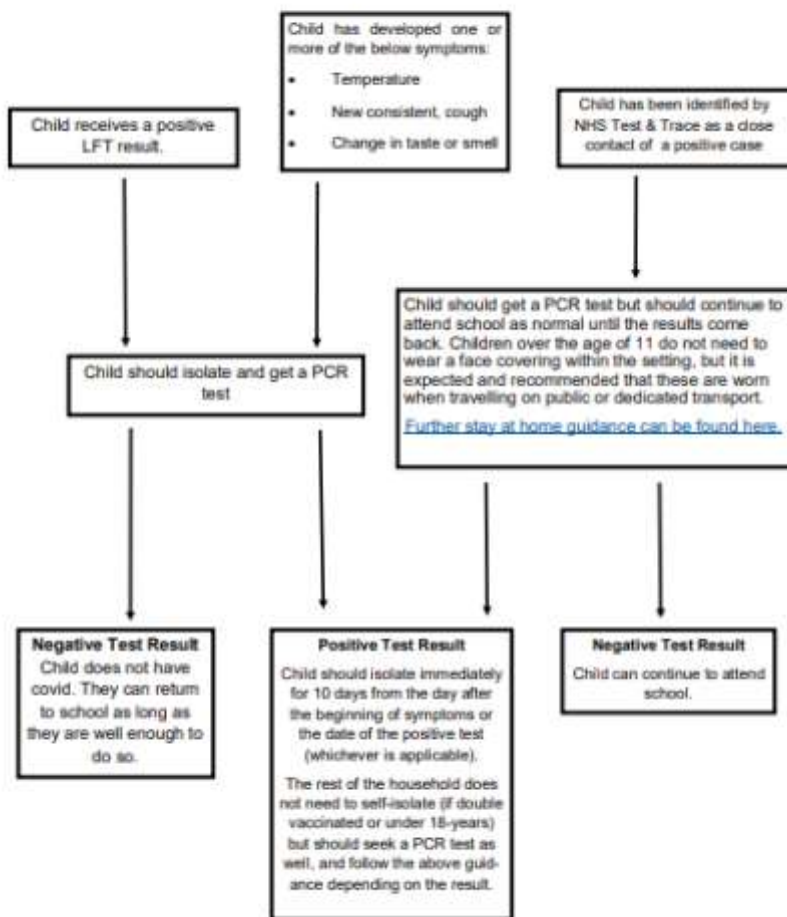 Child receives a positive
LFT result.
Child has developed one or
more of the below symptoms:
• Temperature
• New consistent, cough
• Change in taste or smell
Child has been identified by
NHS Test & Trace as a close
contact of a positive case
Child should isolate and get a PCR
test
Child should get a PCR test but should continue to
attend school as normal until the results come
back. Children over the age of 11 do not need to
wear a face covering within the setting, but it is
expected and recommended that these are worn
when travelling on public or dedicated transport.
Further stay at home guidance can be found here.
Negative Test Result
Child does not have
covid. They can return
to school as long as
they are well enough to
do so.
Positive Test Result
Child should isolate immediately
for 10 days from the day after
the beginning of symptoms or
the date of the positive test
(whichever is applicable).
The rest of the household does
not need to self-isolate (if double
vaccinated or under 18-years)
but should seek a PCR test as
well, and follow the above guid-
ance depending on the result.
Negative Test Result
Child can continue to attend
school.